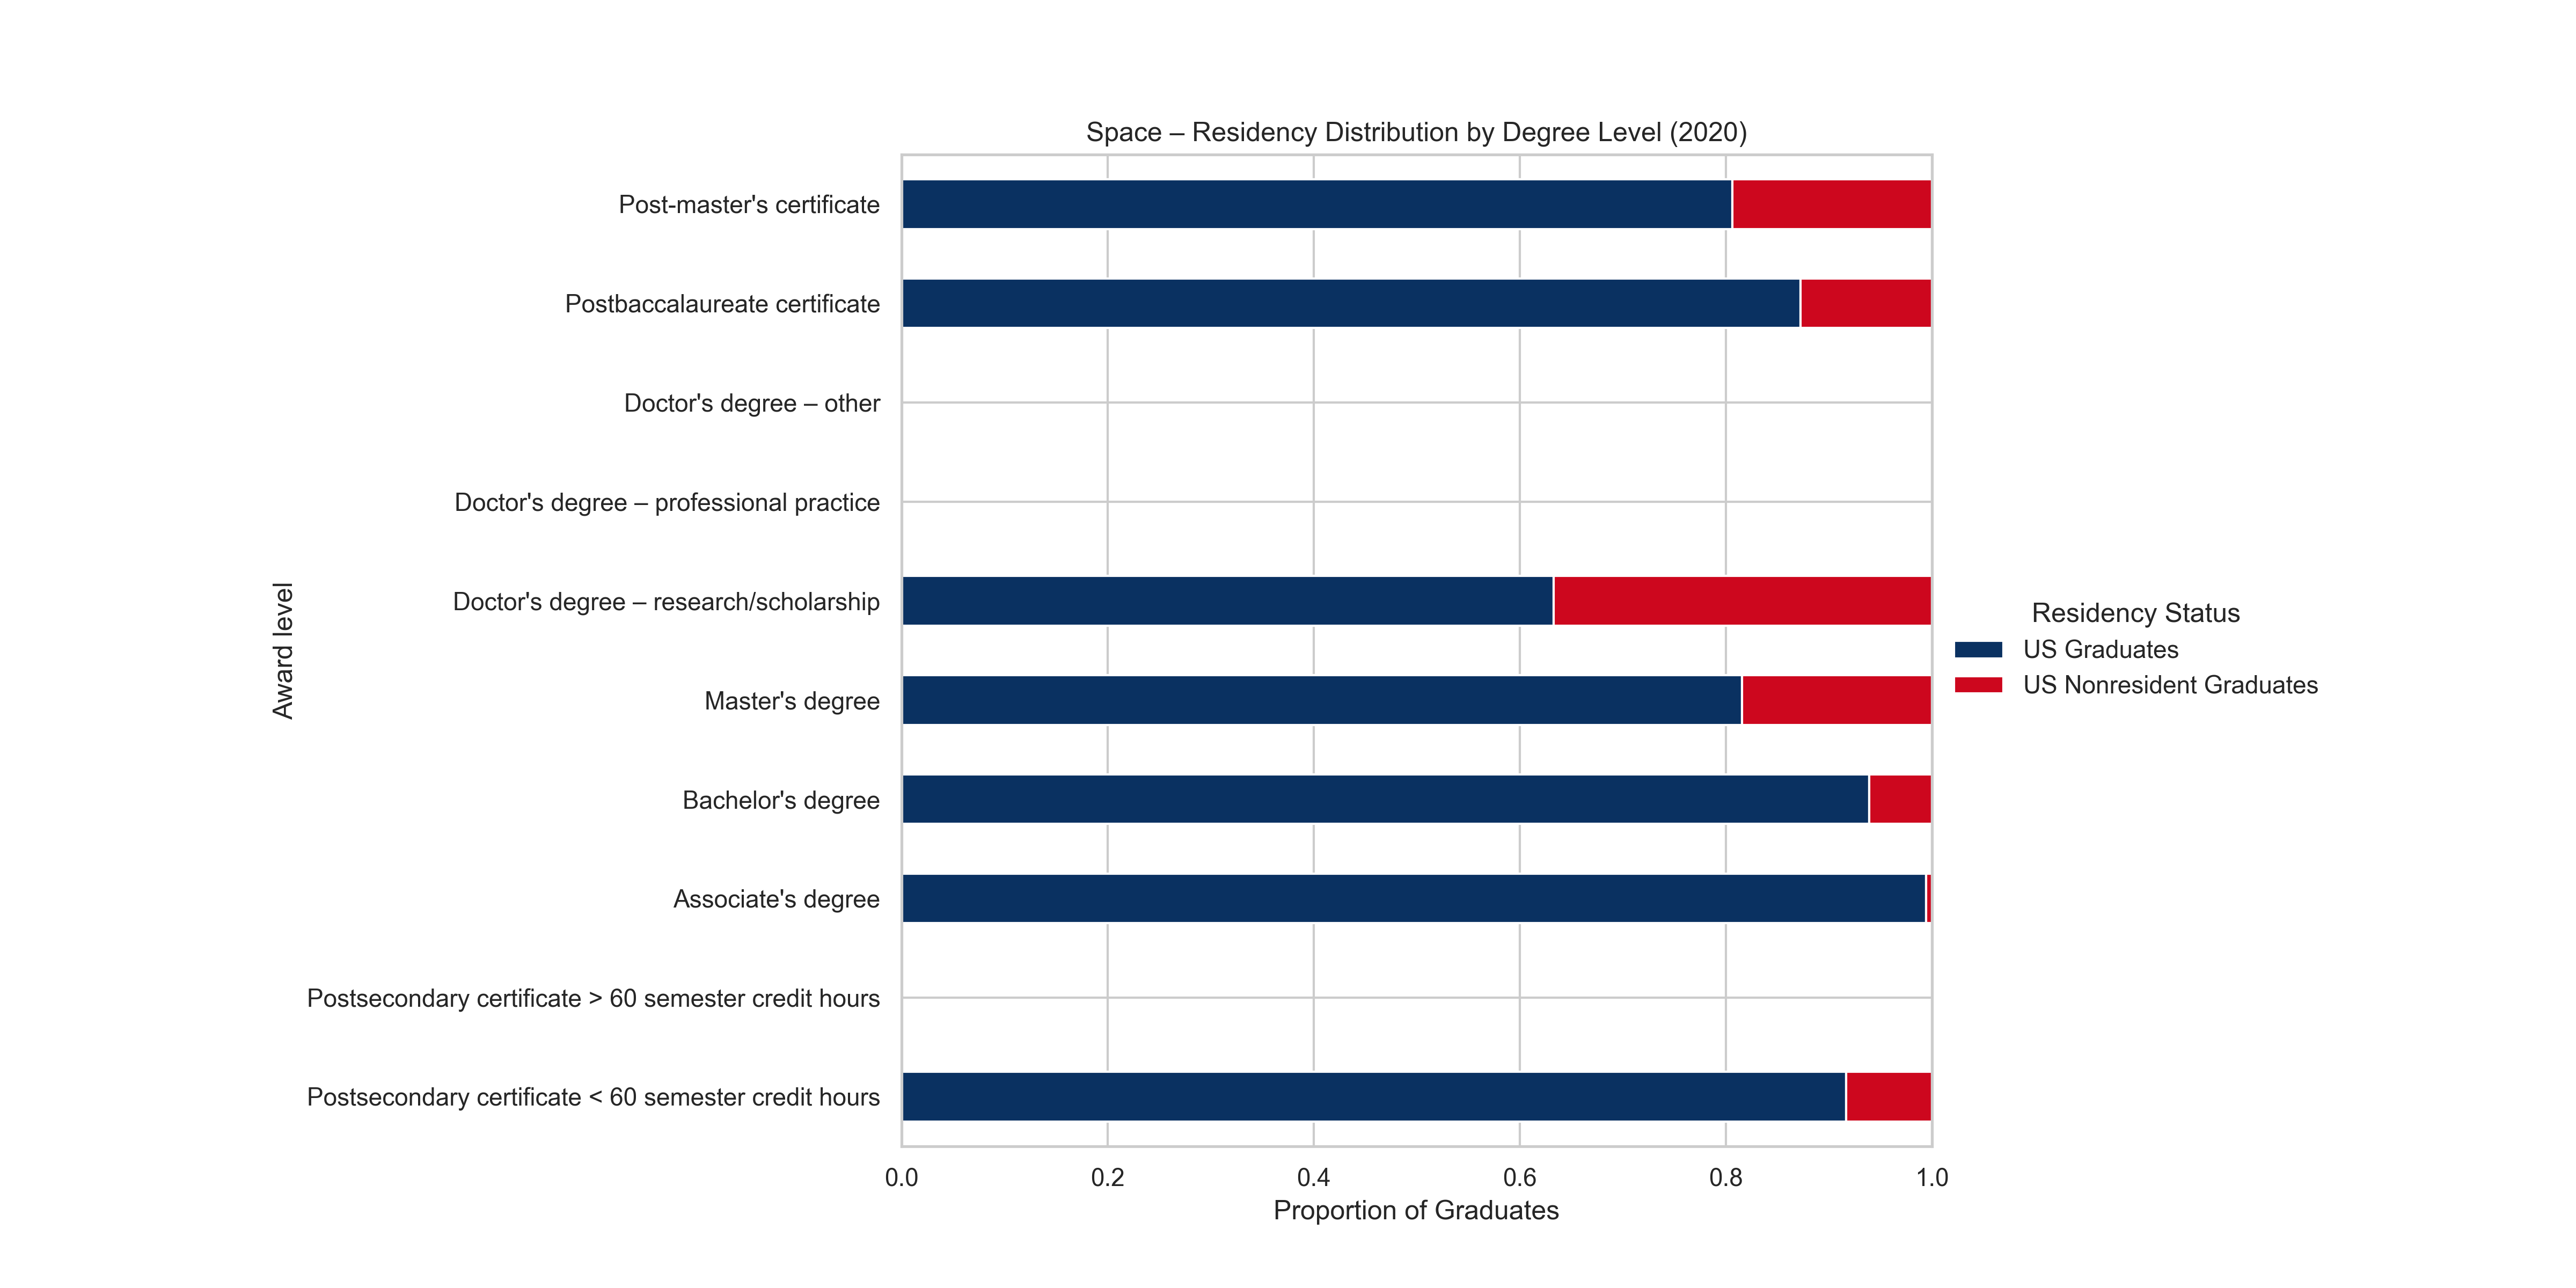 Space – Residency Distribution by Degree Level (2020)
Award level
Post-master's certificate
Postbaccalaureate certificate
Doctor's degree – other
Doctor's degree – professional practice
Doctor's degree – research/scholarship
Master's degree
Bachelor's degree
Associate's degree
Postsecondary certificate > 60 semester credit hours
Postsecondary certificate < 60 semester credit hours
0.0 0.2 0.4 0.6 0.8 1.0
Proportion of Graduates
Residency Status
US Graduates
US Nonresident Graduates